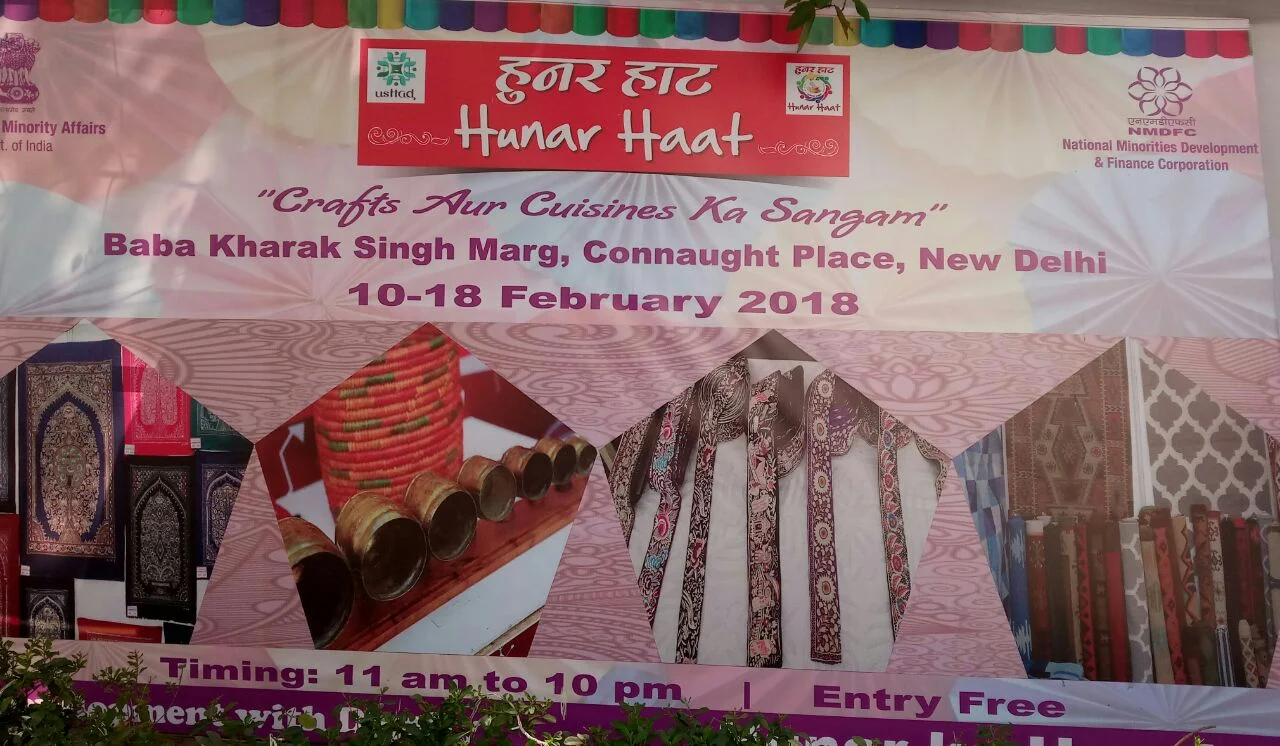 हुनर हाट
Hunar Haat
USTTAD
हुनर हाट
Hunar Haat
Minority Affairs
of India
एनएमडीएफसी
NMDFC
National Minorities Development
& Finance Corporation
"Crafts Aur Cuisines Ka Sangam"
Baba Kharak Singh Marg, Connaught Place, New Delhi
10-18 February 2018
Timing: 11 am to 10 pm | Entry Free
with